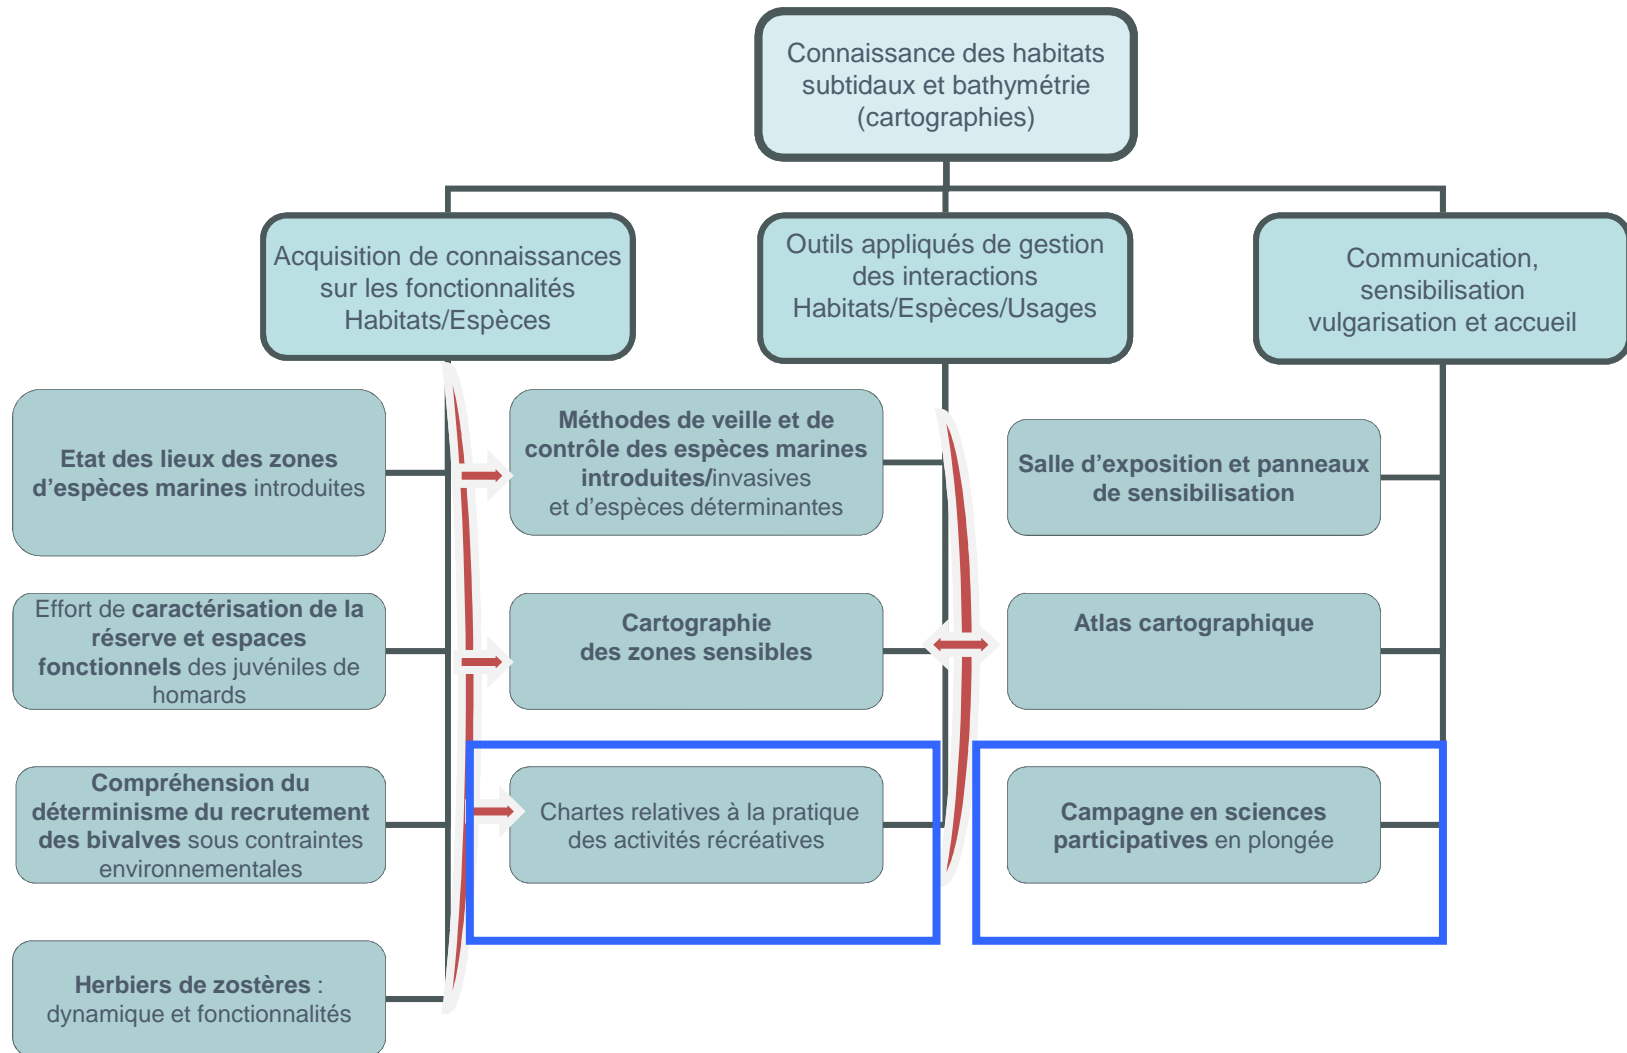 Connaissance des habitats
subtidaux et bathymétrie
(cartographies)
Acquisition de connaissances
sur les fonctionnalités
Habitats/Espèces
Outils appliqués de gestion
des interactions
Habitats/Espèces/Usages
Communication,
sensibilisation
vulgarisation et accueil
Etat des lieux des zones
d'espèces marines introduites
Effort de caractérisation de la
réserve et espaces
fonctionnels des juvéniles de
homards
Compréhension du
déterminisme du recrutement
des bivalves sous contraintes
environnementales
Herbiers de zostères :
dynamique et fonctionnalités
Méthodes de veille et de
contrôle des espèces marines
introduites/invasives
et d'espèces déterminantes
Cartographie
des zones sensibles
Chartes relatives à la pratique
des activités récréatives
Salle d'exposition et panneaux
de sensibilisation
Atlas cartographique
Campagne en sciences
participatives en plongée